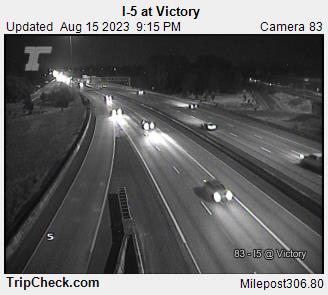 I-5 at Victory
Updated Aug 15 2023 9:15 PM Camera 83
T
S
83 - I5 @ Victory
TripCheck.com Milepost306.80